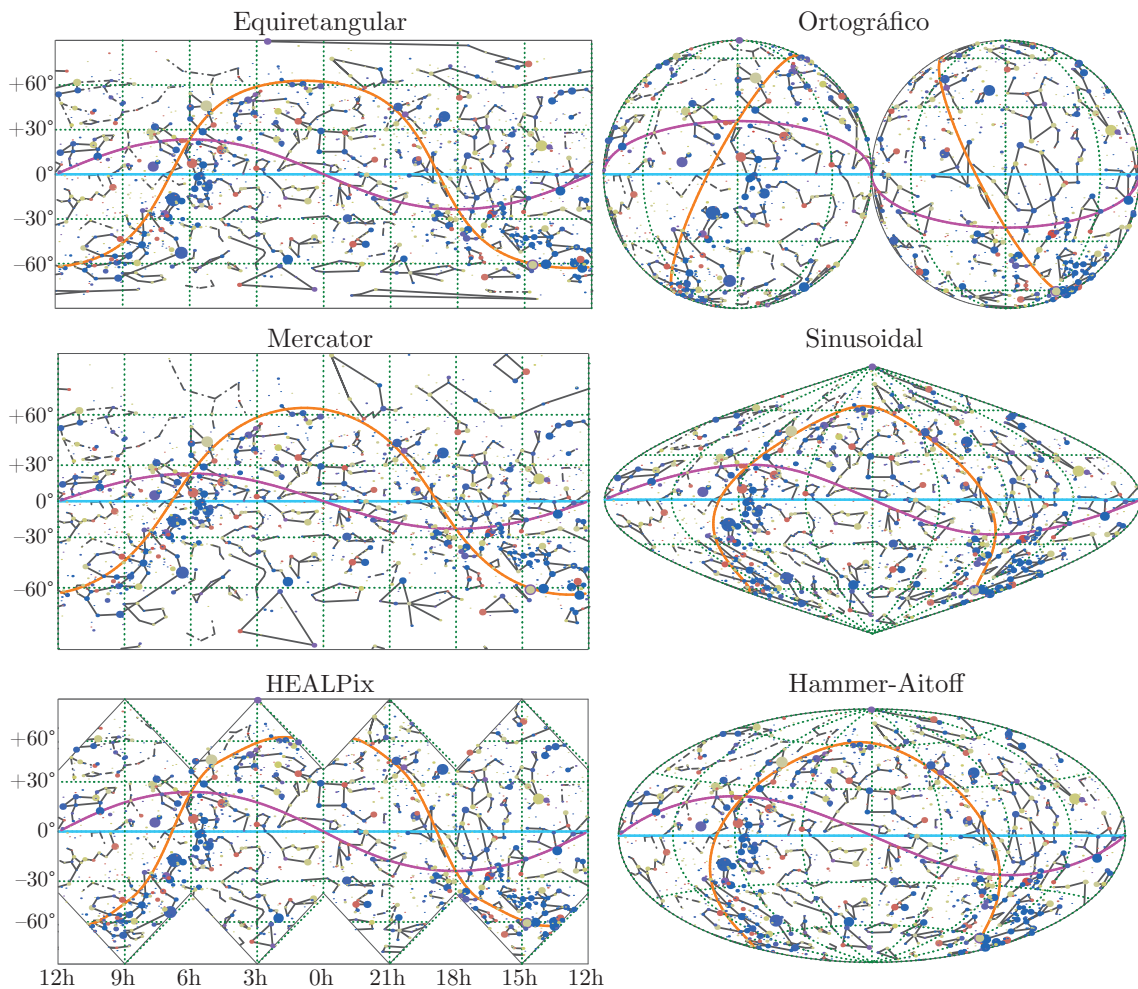 Equiretangular
Ortográfico
+60°
+30°
0°
−30°
−60°
Mercator
Sinusoidal
+60°
+30°
0°
−30°
−60
HEALPix
Hammer-Aitoff
+60°
+30°
0°
−30°
−60°
12h 9h 6h 3h 0h 21h 18h 15h 12h